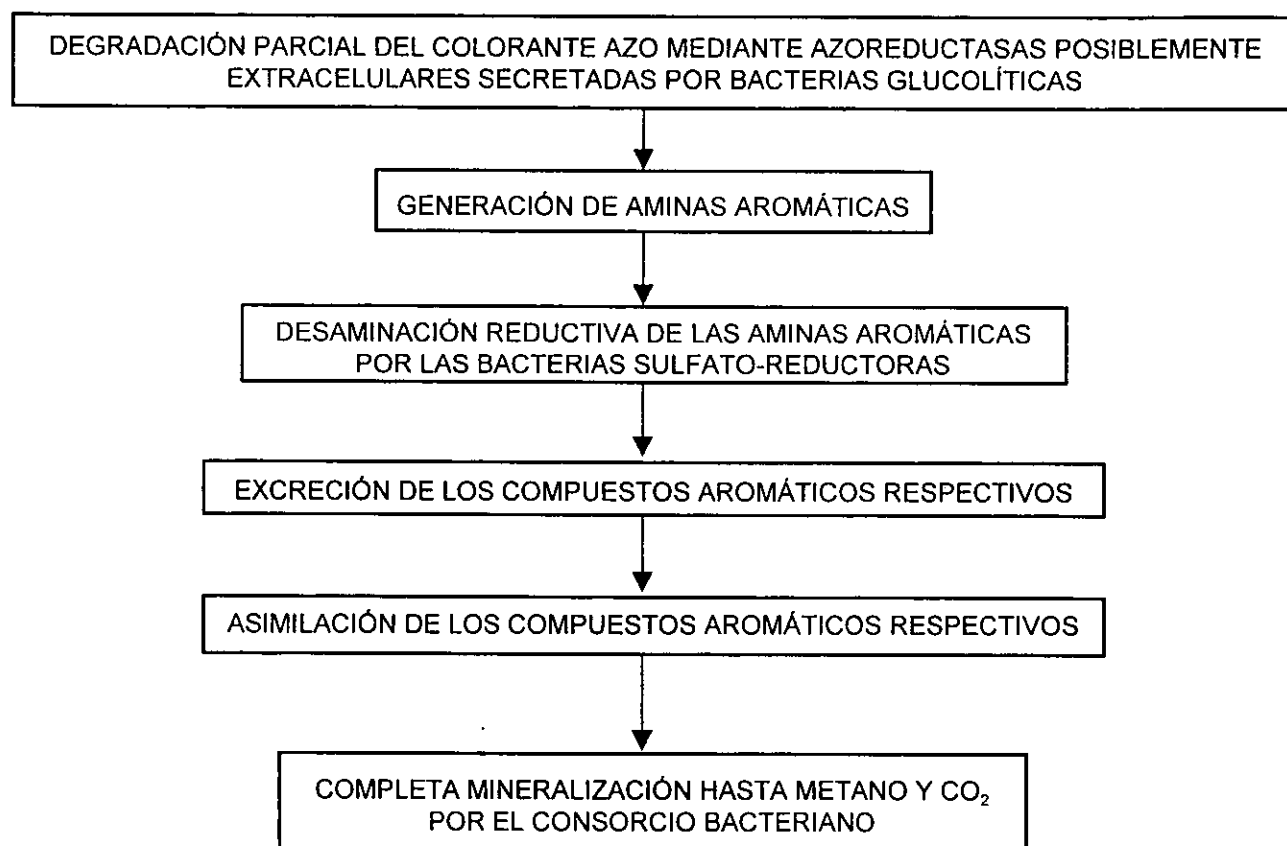 DEGRADACIÓN PARCIAL DEL COLORANTE AZO MEDIANTE AZOREDUCTASAS POSIBLEMENTE
EXTRACELULARES SECRETADAS POR BACTERIAS GLUCOLÍTICAS
GENERACIÓN DE AMINAS AROMÁTICAS
DESAMINACIÓN REDUCTIVA DE LAS AMINAS AROMÁTICAS
POR LAS BACTERIAS SULFATO-REDUCTORAS
EXCRECIÓN DE LOS COMPUESTOS AROMÁTICOS RESPECTIVOS
ASIMILACIÓN DE LOS COMPUESTOS AROMÁTICOS RESPECTIVOS
COMPLETA MINERALIZACIÓN HASTA METANO Y CO₂
POR EL CONSORCIO BACTERIANO